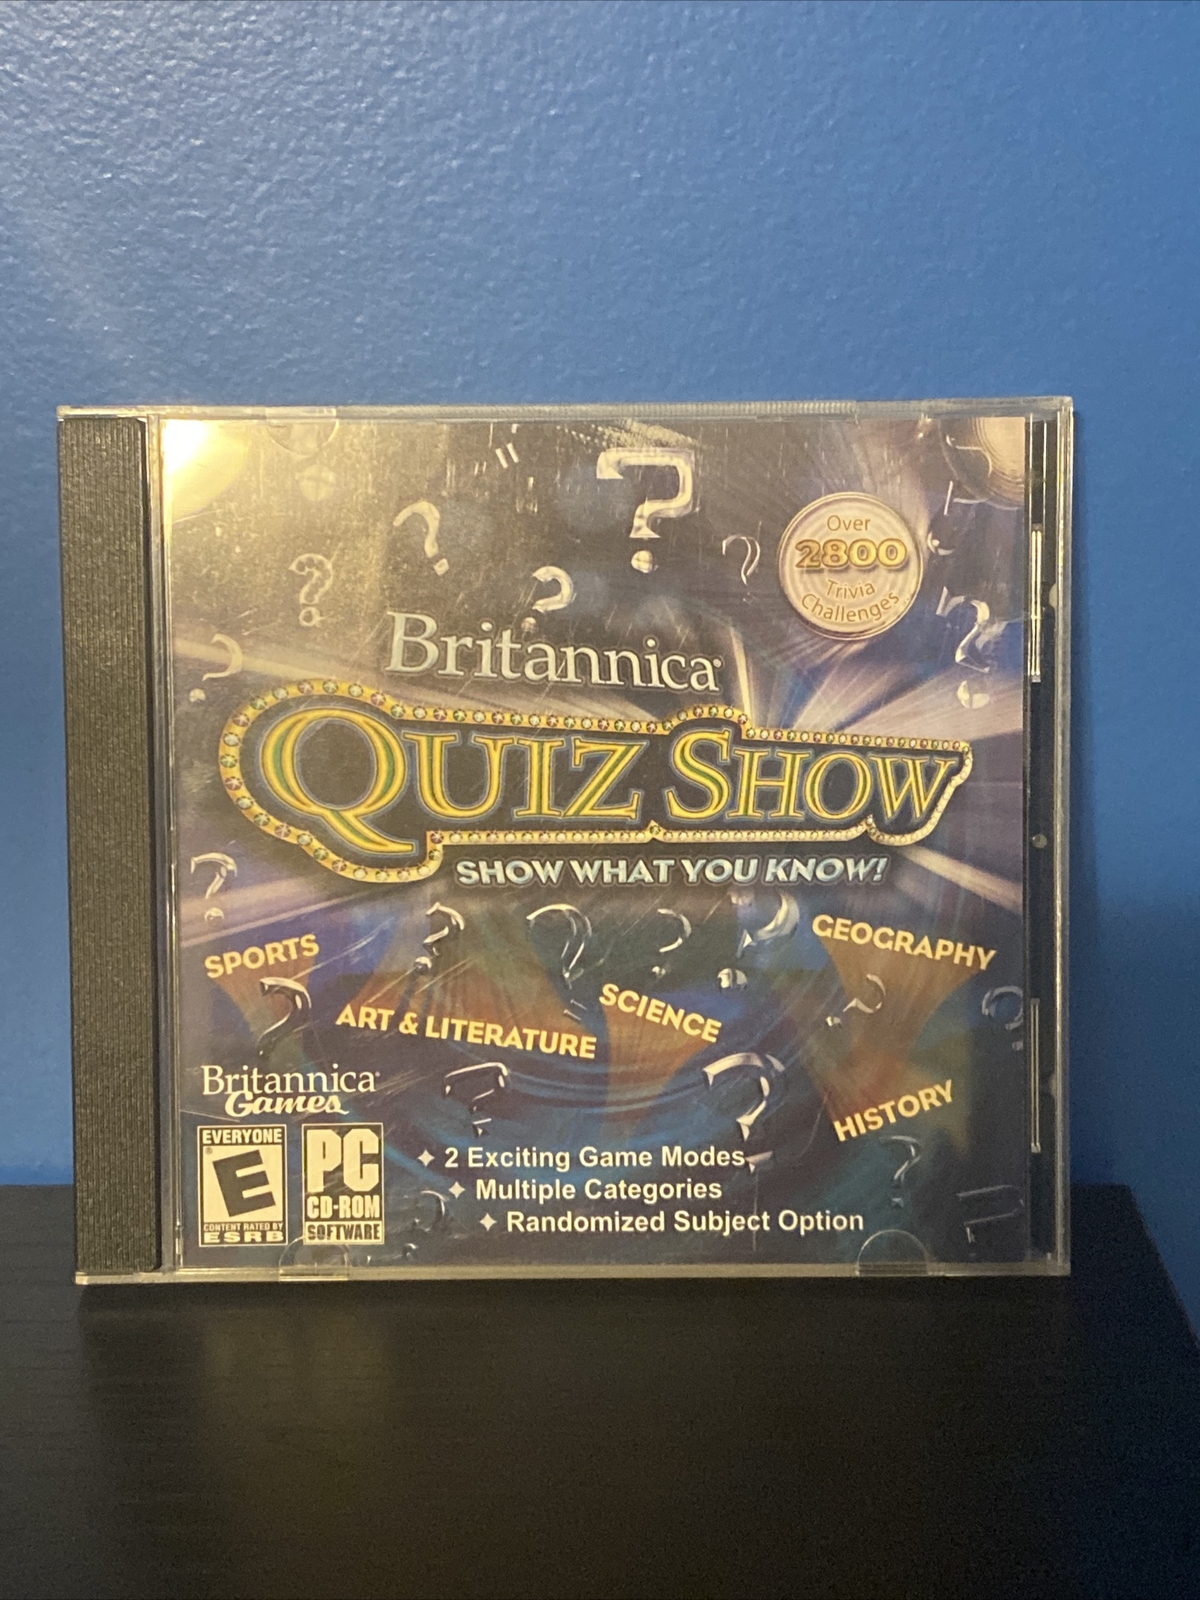 Over
2800
Trivia
Challenges
Britannica®
QUIZ SHOW
SHOW WHAT YOU KNOW!
SPORTS
GEOGRAPHY
SCIENCE
ART & LITERATURE
HISTORY
Britannica®
Games
EVERYONE
E
CONTENT RATED BY
ESRB
PC
CD-ROM
SOFTWARE
✦ 2 Exciting Game Modes
✦ Multiple Categories
✦ Randomized Subject Option